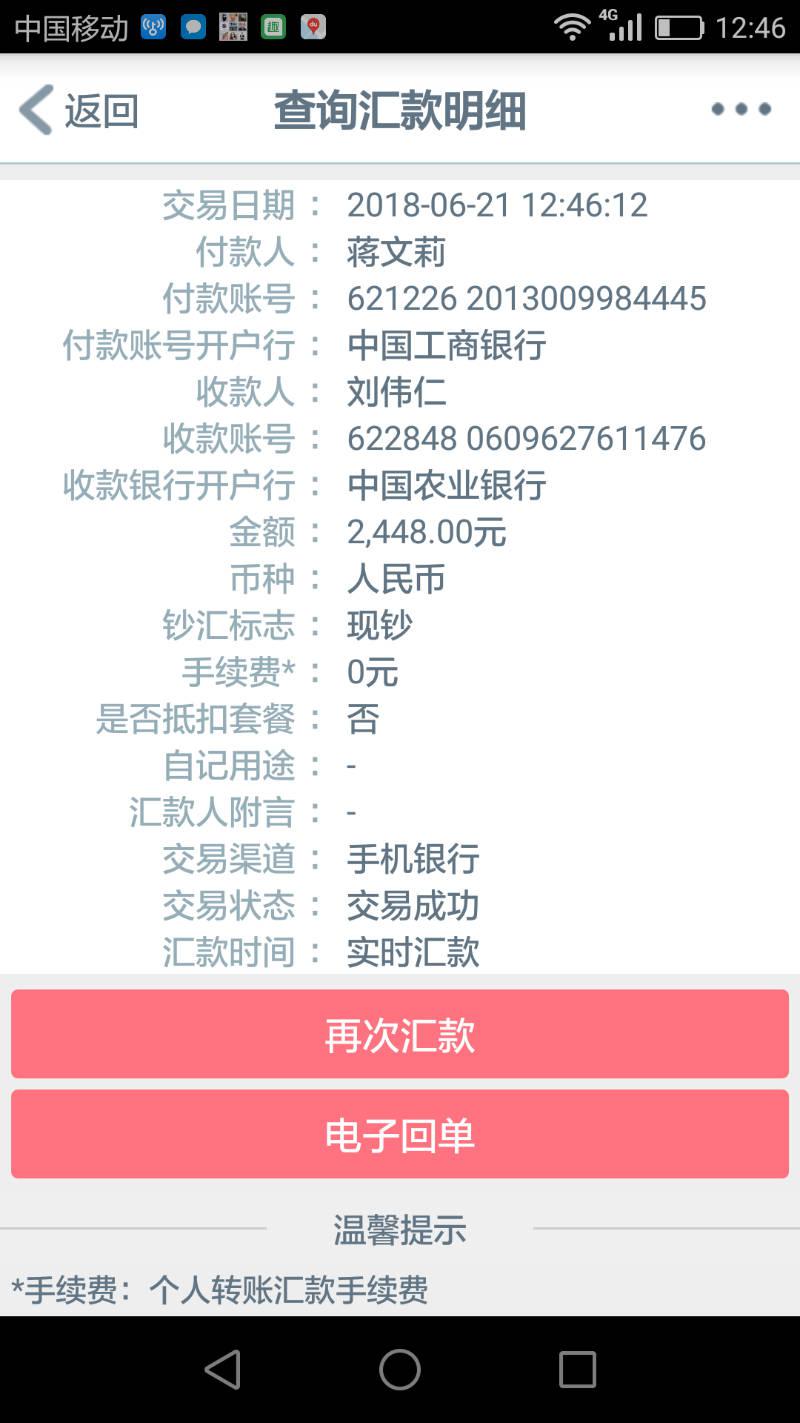 中国移动 趣 du 4G 12:46
返回 查询汇款明细
交易日期： 2018-06-21 12:46:12
付款人： 蒋文莉
付款账号： 621226 2013009984445
付款账号开户行： 中国工商银行
收款人： 刘伟仁
收款账号： 622848 0609627611476
收款银行开户行： 中国农业银行
金额： 2,448.00元
币种： 人民币
钞汇标志： 现钞
手续费*： 0元
是否抵扣套餐： 否
自记用途： -
汇款人附言： -
交易渠道： 手机银行
交易状态： 交易成功
汇款时间： 实时汇款
再次汇款
电子回单
温馨提示
*手续费：个人转账汇款手续费